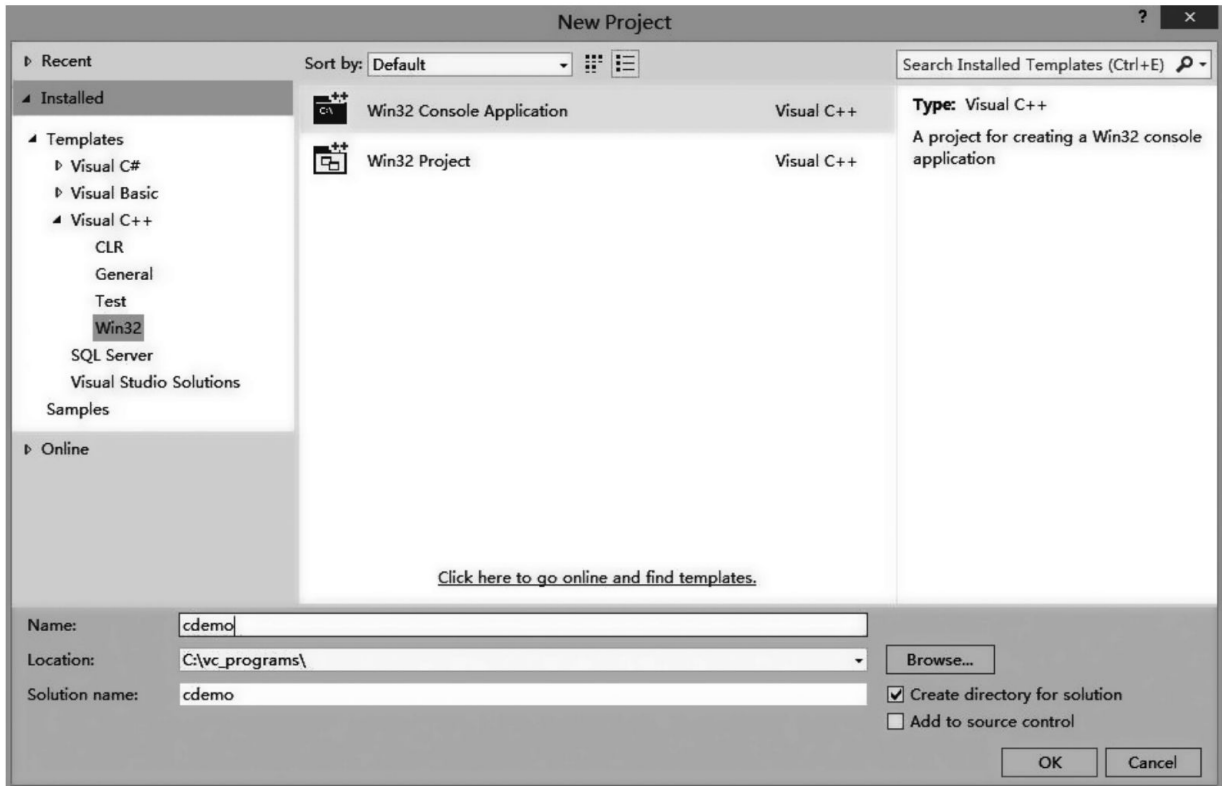 New Project
? ×
Recent
Installed
Templates
Visual C#
Visual Basic
Visual C++
CLR
General
Test
Win32
SQL Server
Visual Studio Solutions
Samples
Online
Sort by: Default
Search Installed Templates (Ctrl+E)
Win32 Console Application Visual C++
Win32 Project Visual C++
Click here to go online and find templates.
Type: Visual C++
A project for creating a Win32 console
application
Name: cdemo
Location: C:\vc_programs\
Browse...
Solution name: cdemo
Create directory for solution
Add to source control
OK Cancel